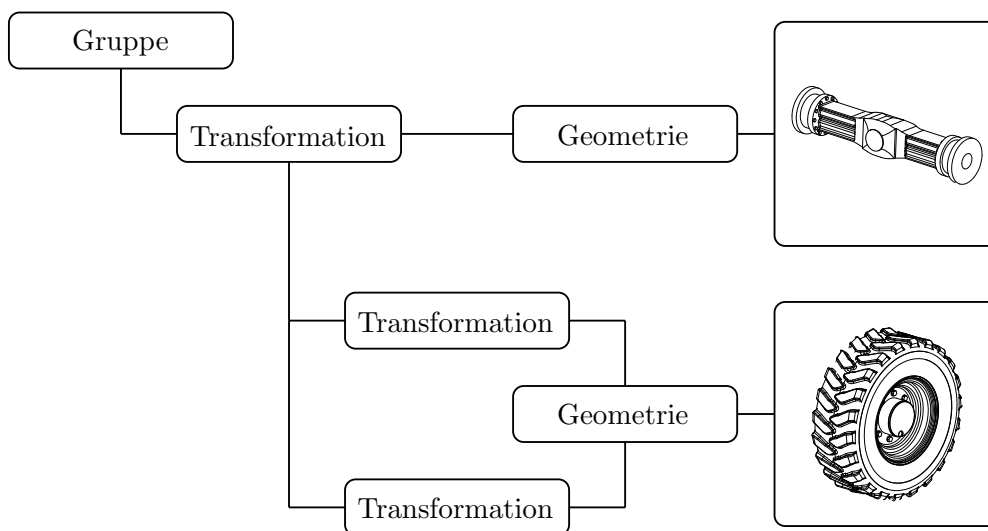 Gruppe
Transformation
Geometrie
Transformation
Geometrie
Transformation